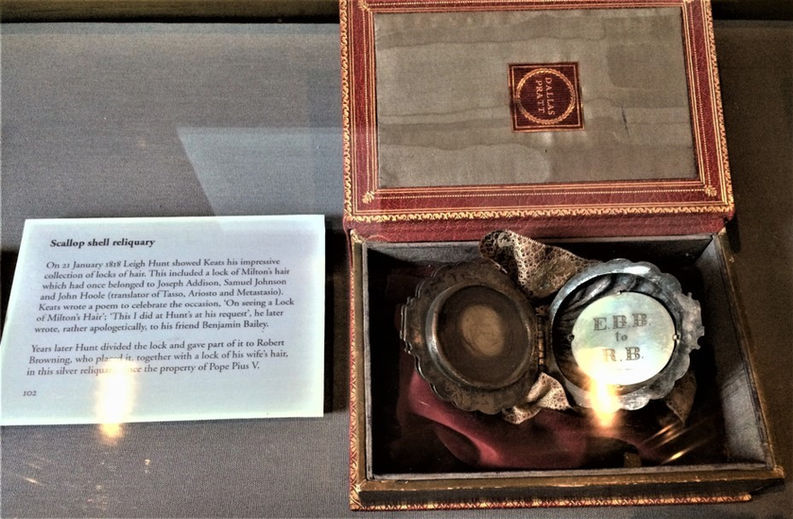 Scallop shell reliquary
On 21 January 1818 Leigh Hunt showed Keats his impressive
collection of locks of hair. This included a lock of Milton's hair
which had once belonged to Joseph Addison, Samuel Johnson
and John Hoole (translator of Tasso, Ariosto and Metastasio).
Keats wrote a poem to celebrate the occasion, 'On seeing a Lock
of Milton's Hair'; 'This I did at Hunt's at his request', he later
wrote, rather apologetically, to his friend Benjamin Bailey.
Years later Hunt divided the lock and gave part of it to Robert
Browning, who placed it, together with a lock of his wife's hair,
in this silver reliquary once the property of Pope Pius V.
102
DALLAS
PRATT
E.B.B.
to
R.B.